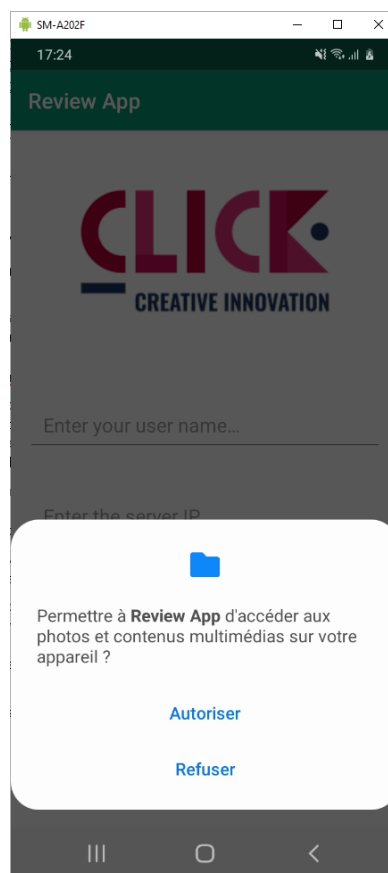 SM-A202F
17:24
Review App
CLICK
CREATIVE INNOVATION
Enter your user name...
Enter the server IP
Permettre à Review App d'accéder aux
photos et contenus multimédias sur votre
appareil ?
Autoriser
Refuser